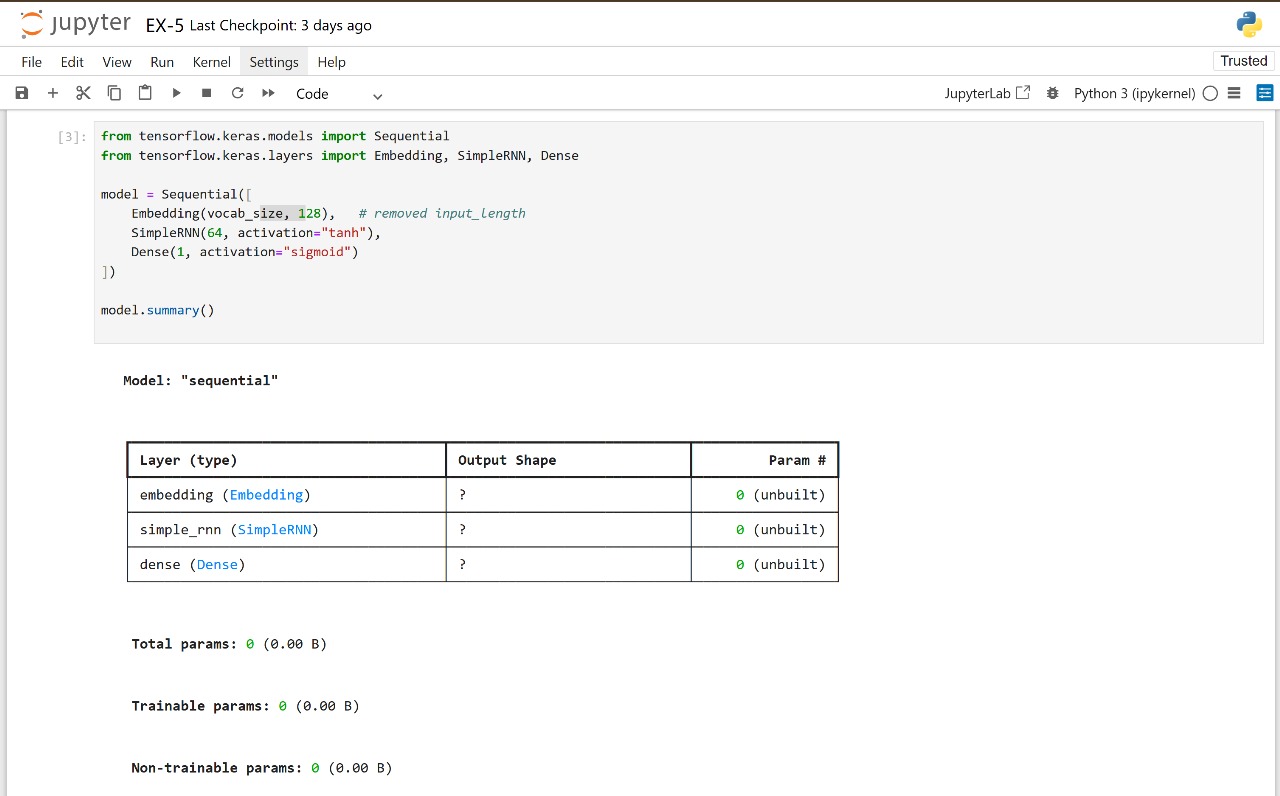 jupyter EX-5 Last Checkpoint: 3 days ago
File Edit View Run Kernel Settings Help Trusted
Code JupyterLab Python 3 (ipykernel)
[3]: from tensorflow.keras.models import Sequential
from tensorflow.keras.layers import Embedding, SimpleRNN, Dense
model = Sequential([
    Embedding(vocab_size, 128),   # removed input_length
    SimpleRNN(64, activation="tanh"),
    Dense(1, activation="sigmoid")
])
model.summary()
Model: "sequential"
Layer (type) Output Shape Param #
embedding (Embedding) ? 0 (unbuilt)
simple_rnn (SimpleRNN) ? 0 (unbuilt)
dense (Dense) ? 0 (unbuilt)
Total params: 0 (0.00 B)
Trainable params: 0 (0.00 B)
Non-trainable params: 0 (0.00 B)